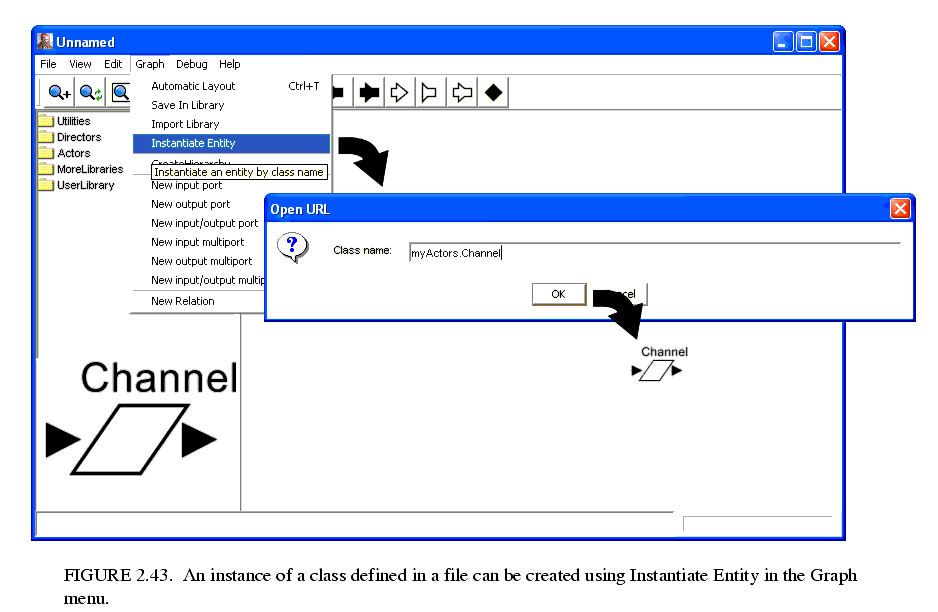 Unnamed
File View Edit Graph Debug Help
Automatic Layout Ctrl+T
Save In Library
Import Library
Instantiate Entity
CreateHierarchy
Instantiate an entity by class name
New input port
New output port
New input/output port
New input multiport
New output multiport
New input/output multip
New Relation
Utilities
Directors
Actors
MoreLibraries
UserLibrary
Open URL
Class name: myActors.Channel
OK cel
Channel
Channel
FIGURE 2.43. An instance of a class defined in a file can be created using Instantiate Entity in the Graph
menu.